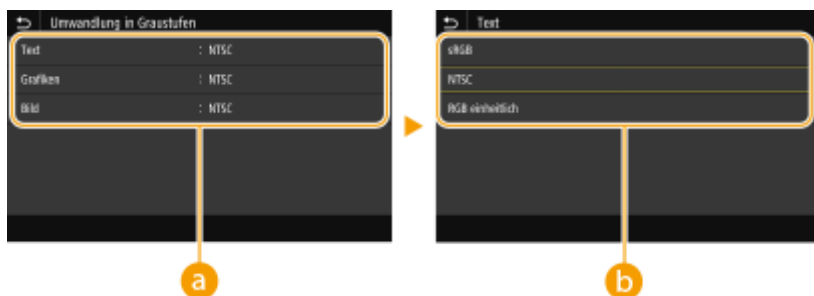 Umwandlung in Graustufen
Text : NTSC
Grafiken : NTSC
Bild : NTSC
a
Text
sRGB
NTSC
RGB einheitlich
b